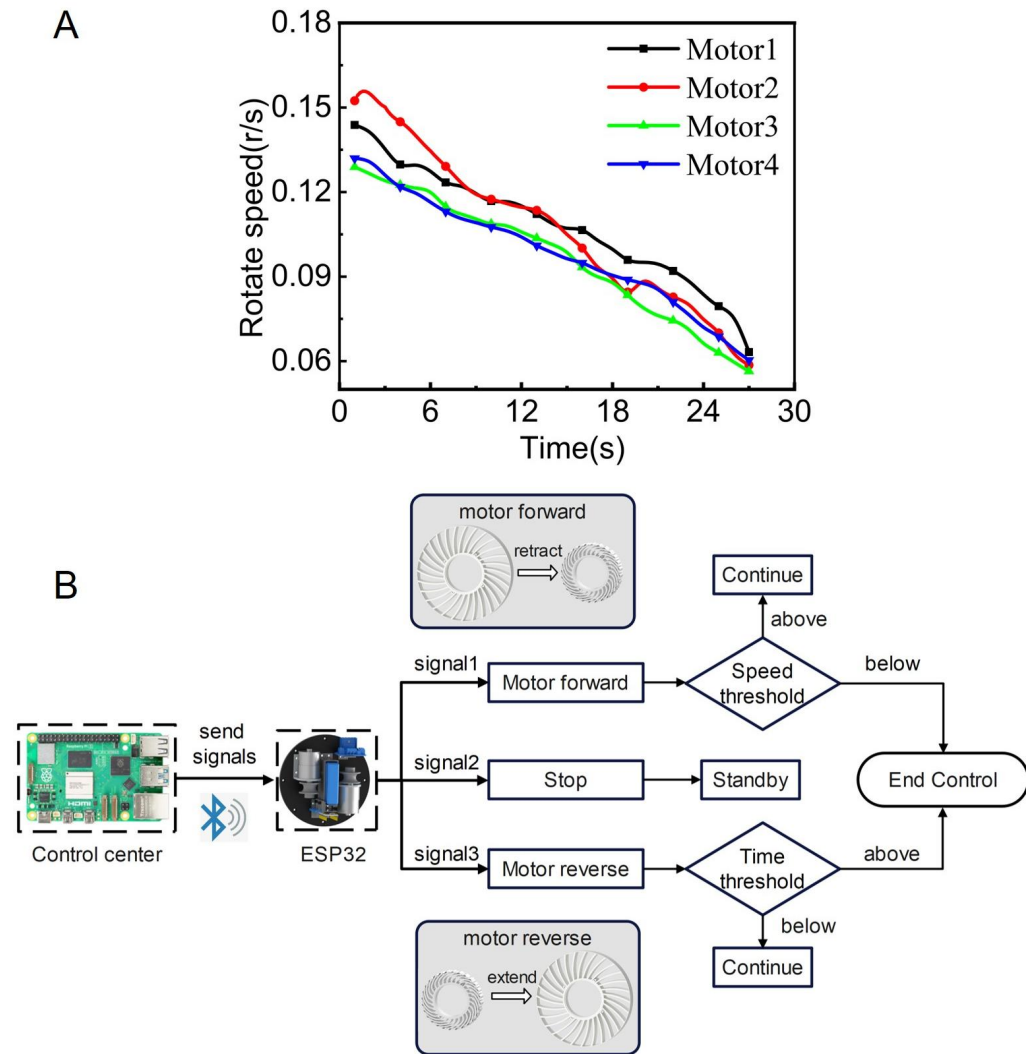 A
0.18
0.15
0.12
0.09
0.06
Rotate speed(r/s)
Motor1
Motor2
Motor3
Motor4
0
6
12
18
24
30
Time(s)
B
motor forward
retract
Continue
above
signal1
Motor forward
Speed
threshold
below
send
signals
HDMI
Control center
ESP32
signal2
Stop
Standby
End Control
signal3
Motor reverse
Time
threshold
above
below
Continue
motor reverse
extend